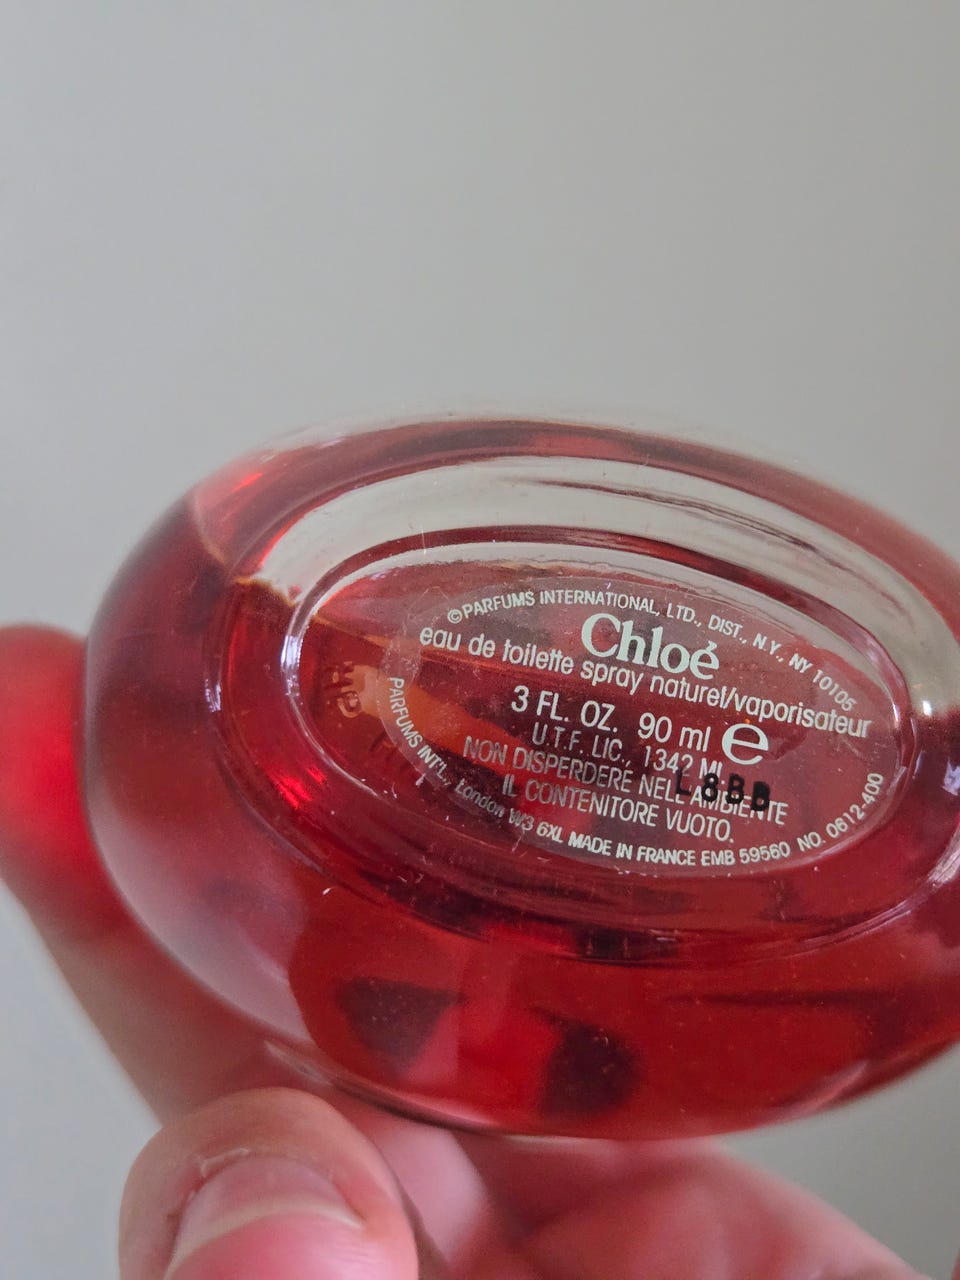 ©PARFUMS INTERNATIONAL, LTD., DIST., N.Y., NY 10105
Chloé
eau de toilette spray naturel/vaporisateur
3 FL. OZ. 90 ml e
U.T.F. LIC., 1342 MI.
NON DISPERDERE NELL'AMBIENTE
IL CONTENITORE VUOTO.
PARFUMS INT'L., London W3 6XL MADE IN FRANCE EMB 59560 NO. 0612-400
L8BB